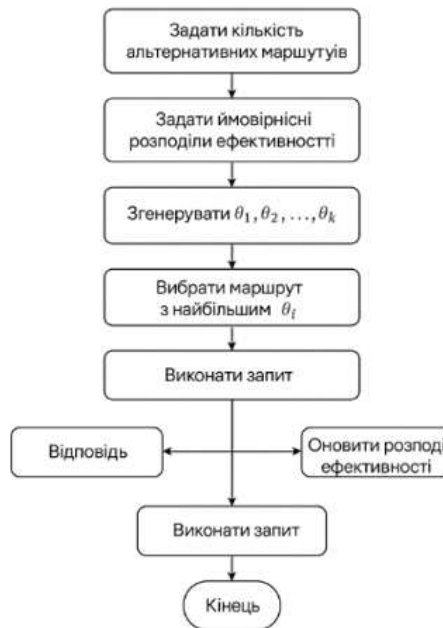 Задати кількість
альтернативних маршутуів
Задати ймовірнісні
розподіли ефективностті
Згенерувати θ₁, θ₂, …, θₖ
Вибрати маршрут
з найбільшим θᵢ
Виконати запит
Відповідь
Оновити розподі
ефективності
Виконати запит
Кінець